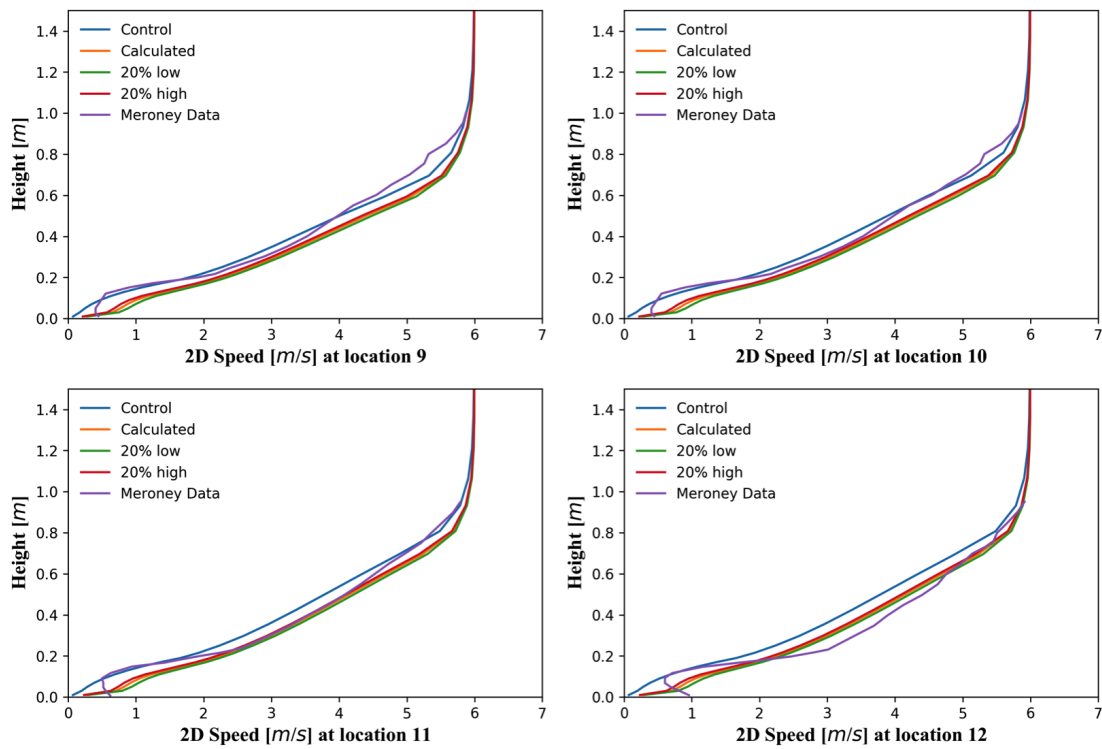 1.4
1.2
1.0
0.8
0.6
0.4
0.2
0.0
Height [m]
Control
Calculated
20% low
20% high
Meroney Data
0 1 2 3 4 5 6 7
2D Speed [m/s] at location 9
1.4
1.2
1.0
0.8
0.6
0.4
0.2
0.0
Height [m]
Control
Calculated
20% low
20% high
Meroney Data
0 1 2 3 4 5 6 7
2D Speed [m/s] at location 10
1.4
1.2
1.0
0.8
0.6
0.4
0.2
0.0
Height [m]
Control
Calculated
20% low
20% high
Meroney Data
0 1 2 3 4 5 6 7
2D Speed [m/s] at location 11
1.4
1.2
1.0
0.8
0.6
0.4
0.2
0.0
Height [m]
Control
Calculated
20% low
20% high
Meroney Data
0 1 2 3 4 5 6 7
2D Speed [m/s] at location 12